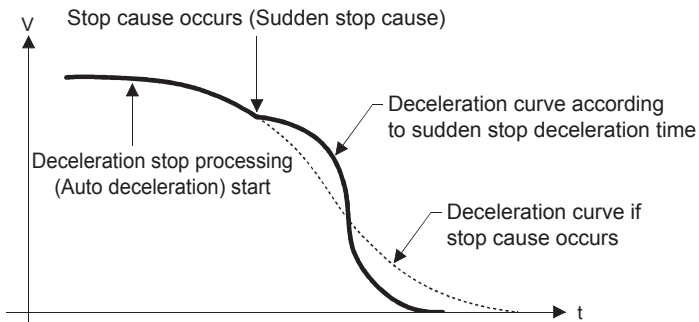 V
Stop cause occurs (Sudden stop cause)
Deceleration curve according
to sudden stop deceleration time
Deceleration stop processing
(Auto deceleration) start
Deceleration curve if
stop cause occurs
t